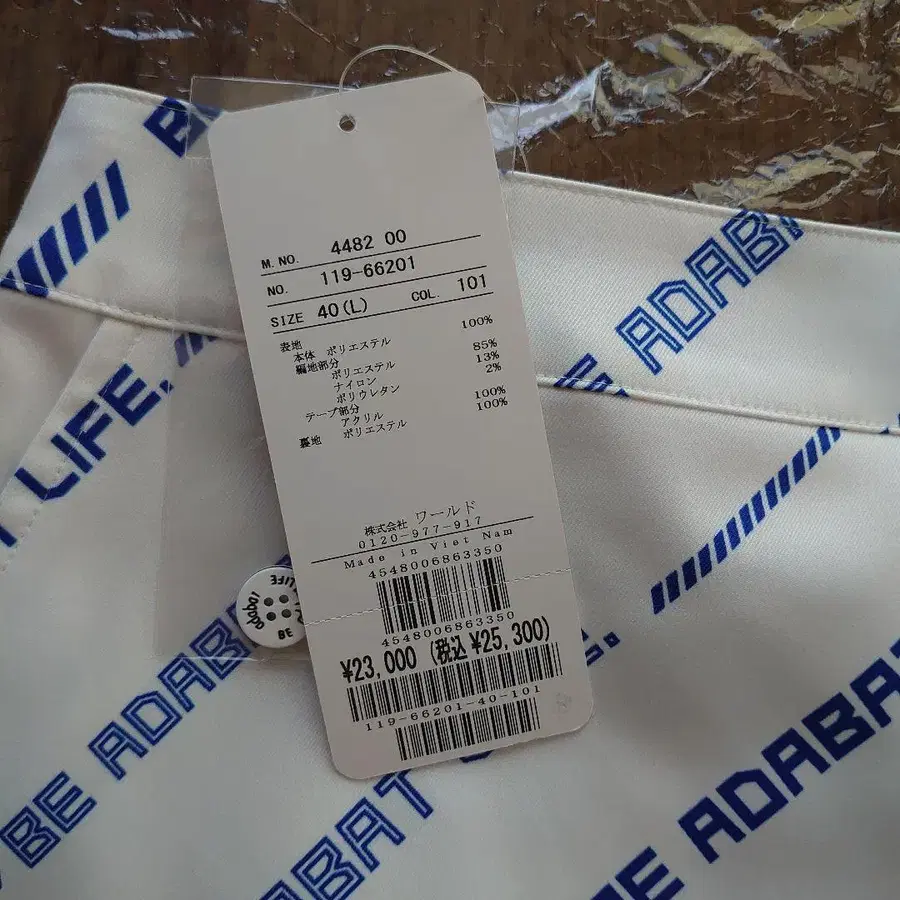 M. NO. 4482 00
NO. 119-66201
SIZE 40(L) COL. 101
表地 100%
本体 ポリエステル
編地部分 85%
ポリエステル 13%
ナイロン 2%
ポリウレタン
テープ部分 100%
アクリル 100%
裏地 ポリエステル
株式会社 ワールド
0120-977-917
Made in Viet Nam
4548006863350
4548006863350
¥23,000 (税込 ¥25,300)
119-66201-40-101
LIFE.
BE ADABAT
BE ADABAT
BE ADABAT
ADABAT
adabat
LIFE
BE